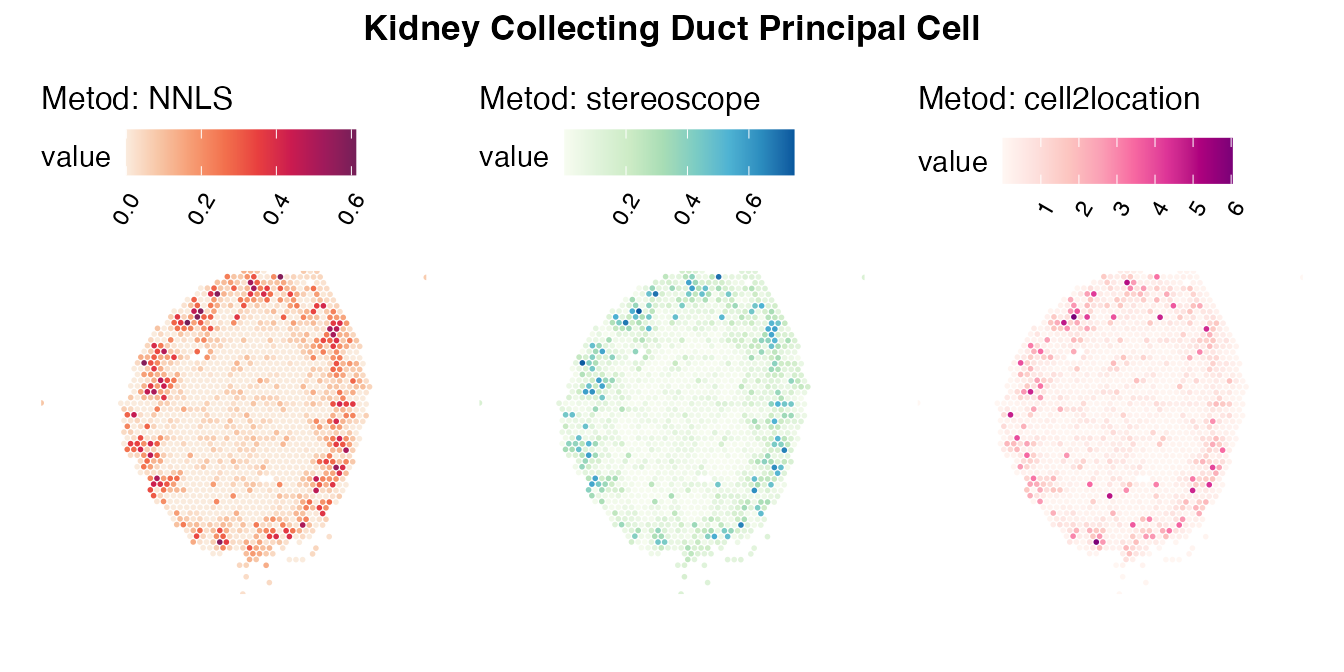 Kidney Collecting Duct Principal Cell
Metod: NNLS
value
0.0 0.2 0.4 0.6
Metod: stereoscope
value
0.2 0.4 0.6
Metod: cell2location
value
1 2 3 4 5 6